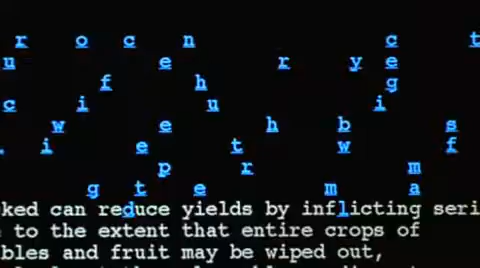 r o c n c t
u e r y e
f h g
c i u i
w e h b s
. i e t w f
p r m
g t e m a
ked can reduce yields by inflicting seri
to the extent that entire crops of
bles and fruit may be wiped out,